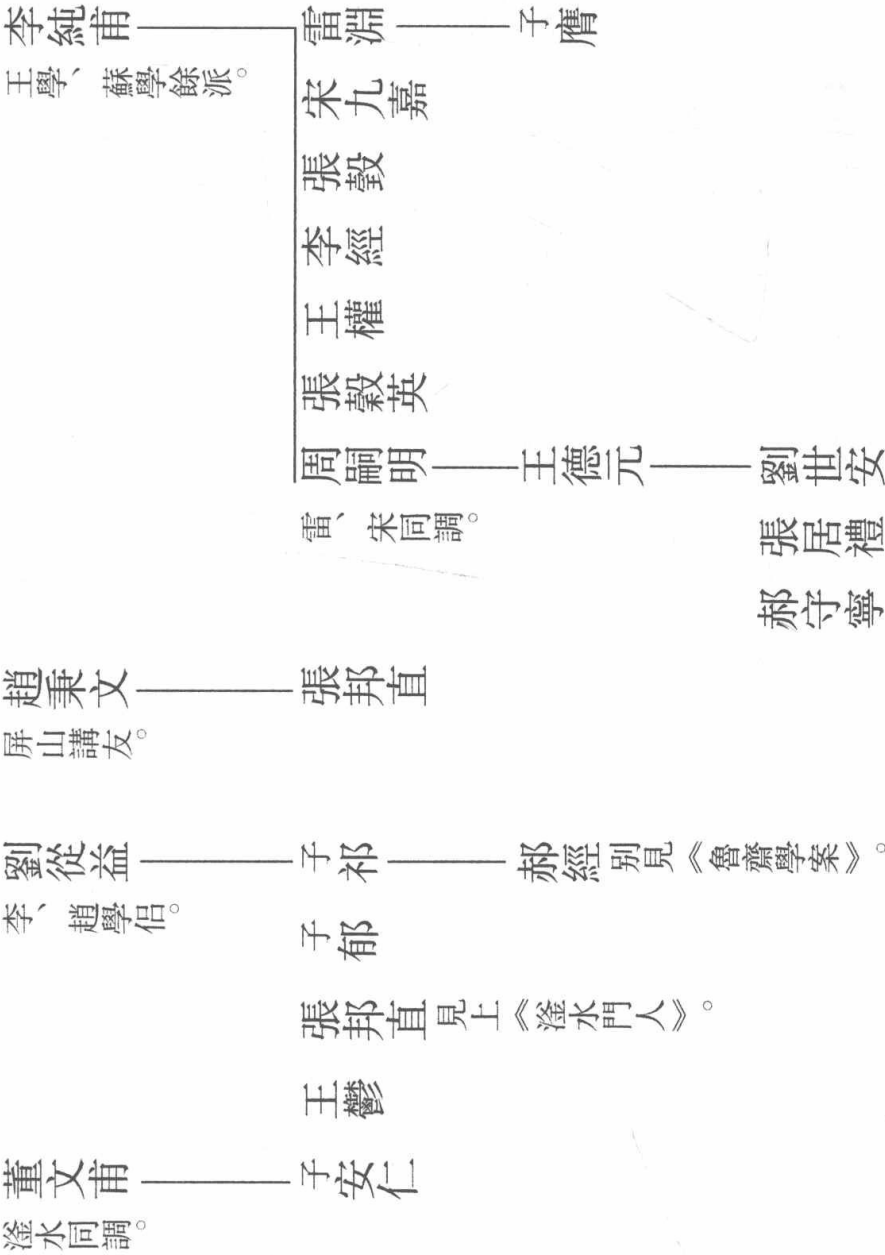 李純甫 雷淵 子膺
王學、蘇學餘派。
宋九嘉
張瑴
李經
王權
張穀英
周嗣明 王德元 劉世安
雷、宋同調。
張居禮
郝守寧
趙秉文 張邦直
屏山講友。
劉從益 子祁 郝經 别見《魯齋學案》。
李、趙學侣。
子郁
張邦直 見上《滏水門人》。
王鬱
董文甫 子安仁
滏水同調。